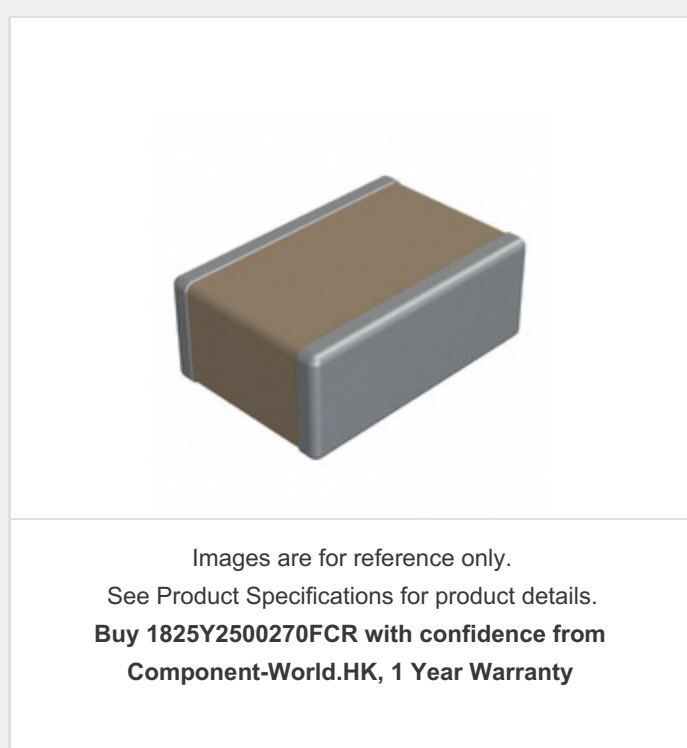 Images are for reference only.
See Product Specifications for product details.
Buy 1825Y2500270FCR with confidence from
Component-World.HK, 1 Year Warranty